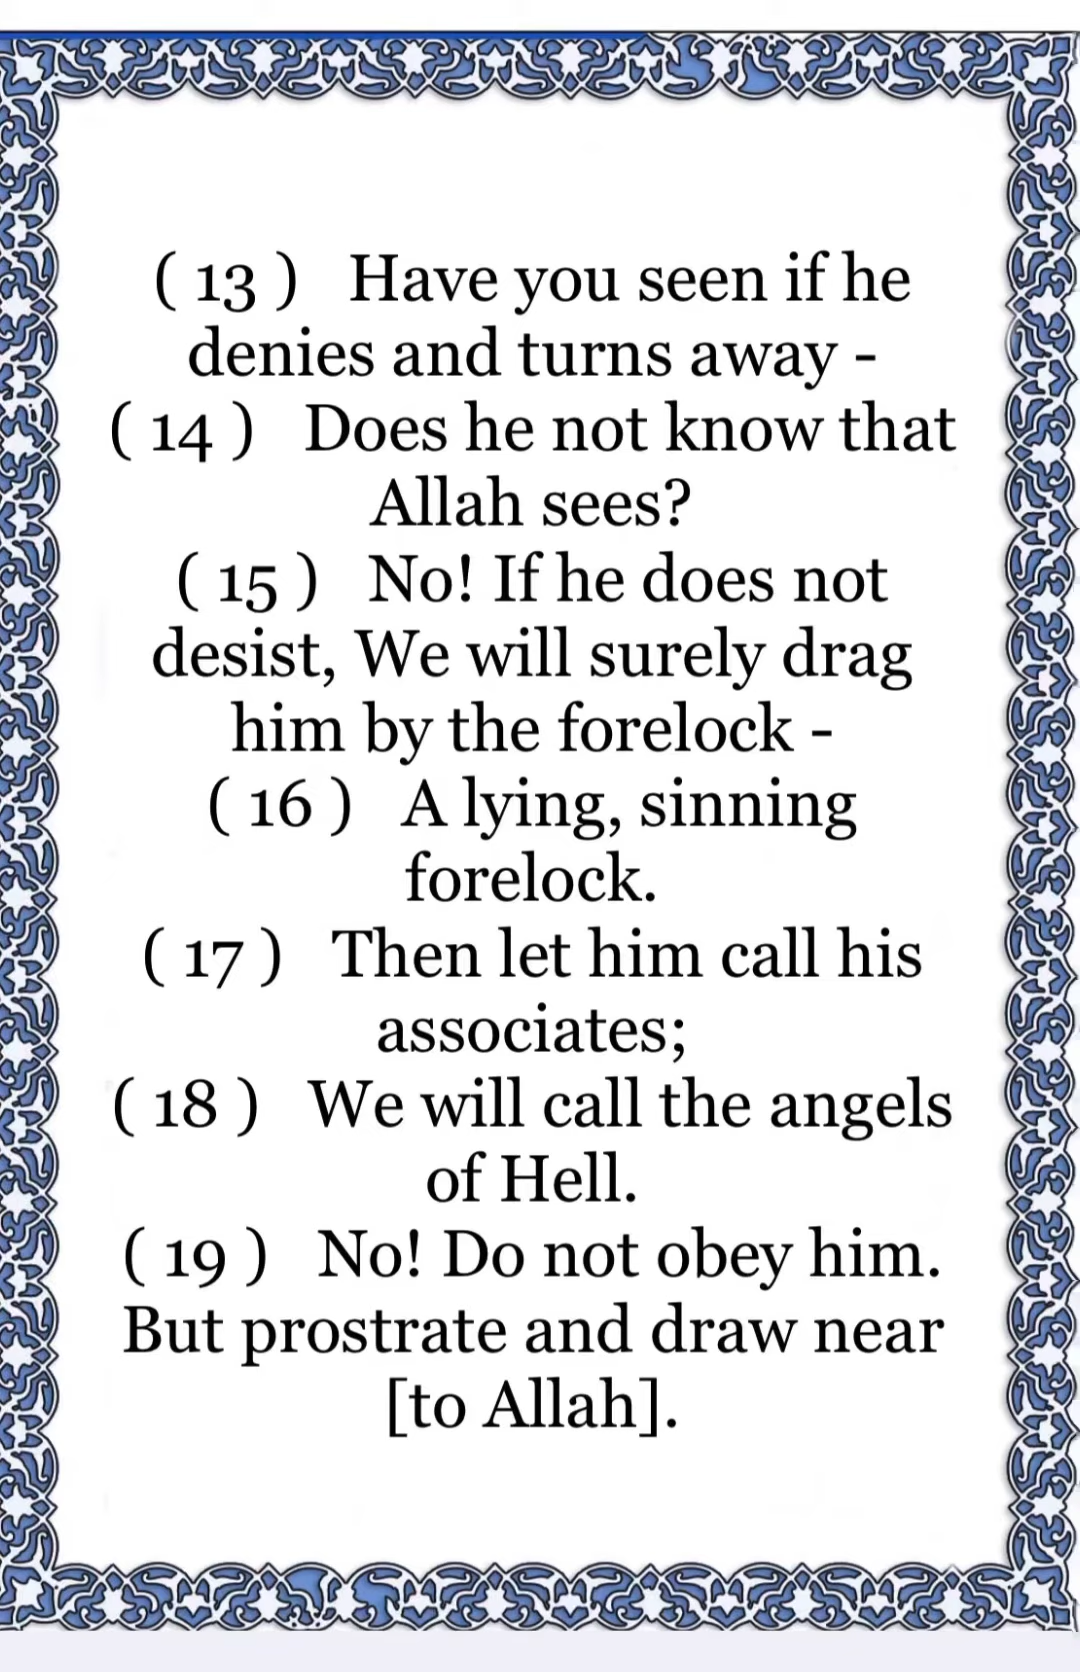 ( 13 ) Have you seen if he
denies and turns away -
( 14 ) Does he not know that
Allah sees?
( 15 ) No! If he does not
desist, We will surely drag
him by the forelock -
( 16 ) A lying, sinning
forelock.
( 17 ) Then let him call his
associates;
( 18 ) We will call the angels
of Hell.
( 19 ) No! Do not obey him.
But prostrate and draw near
[to Allah].